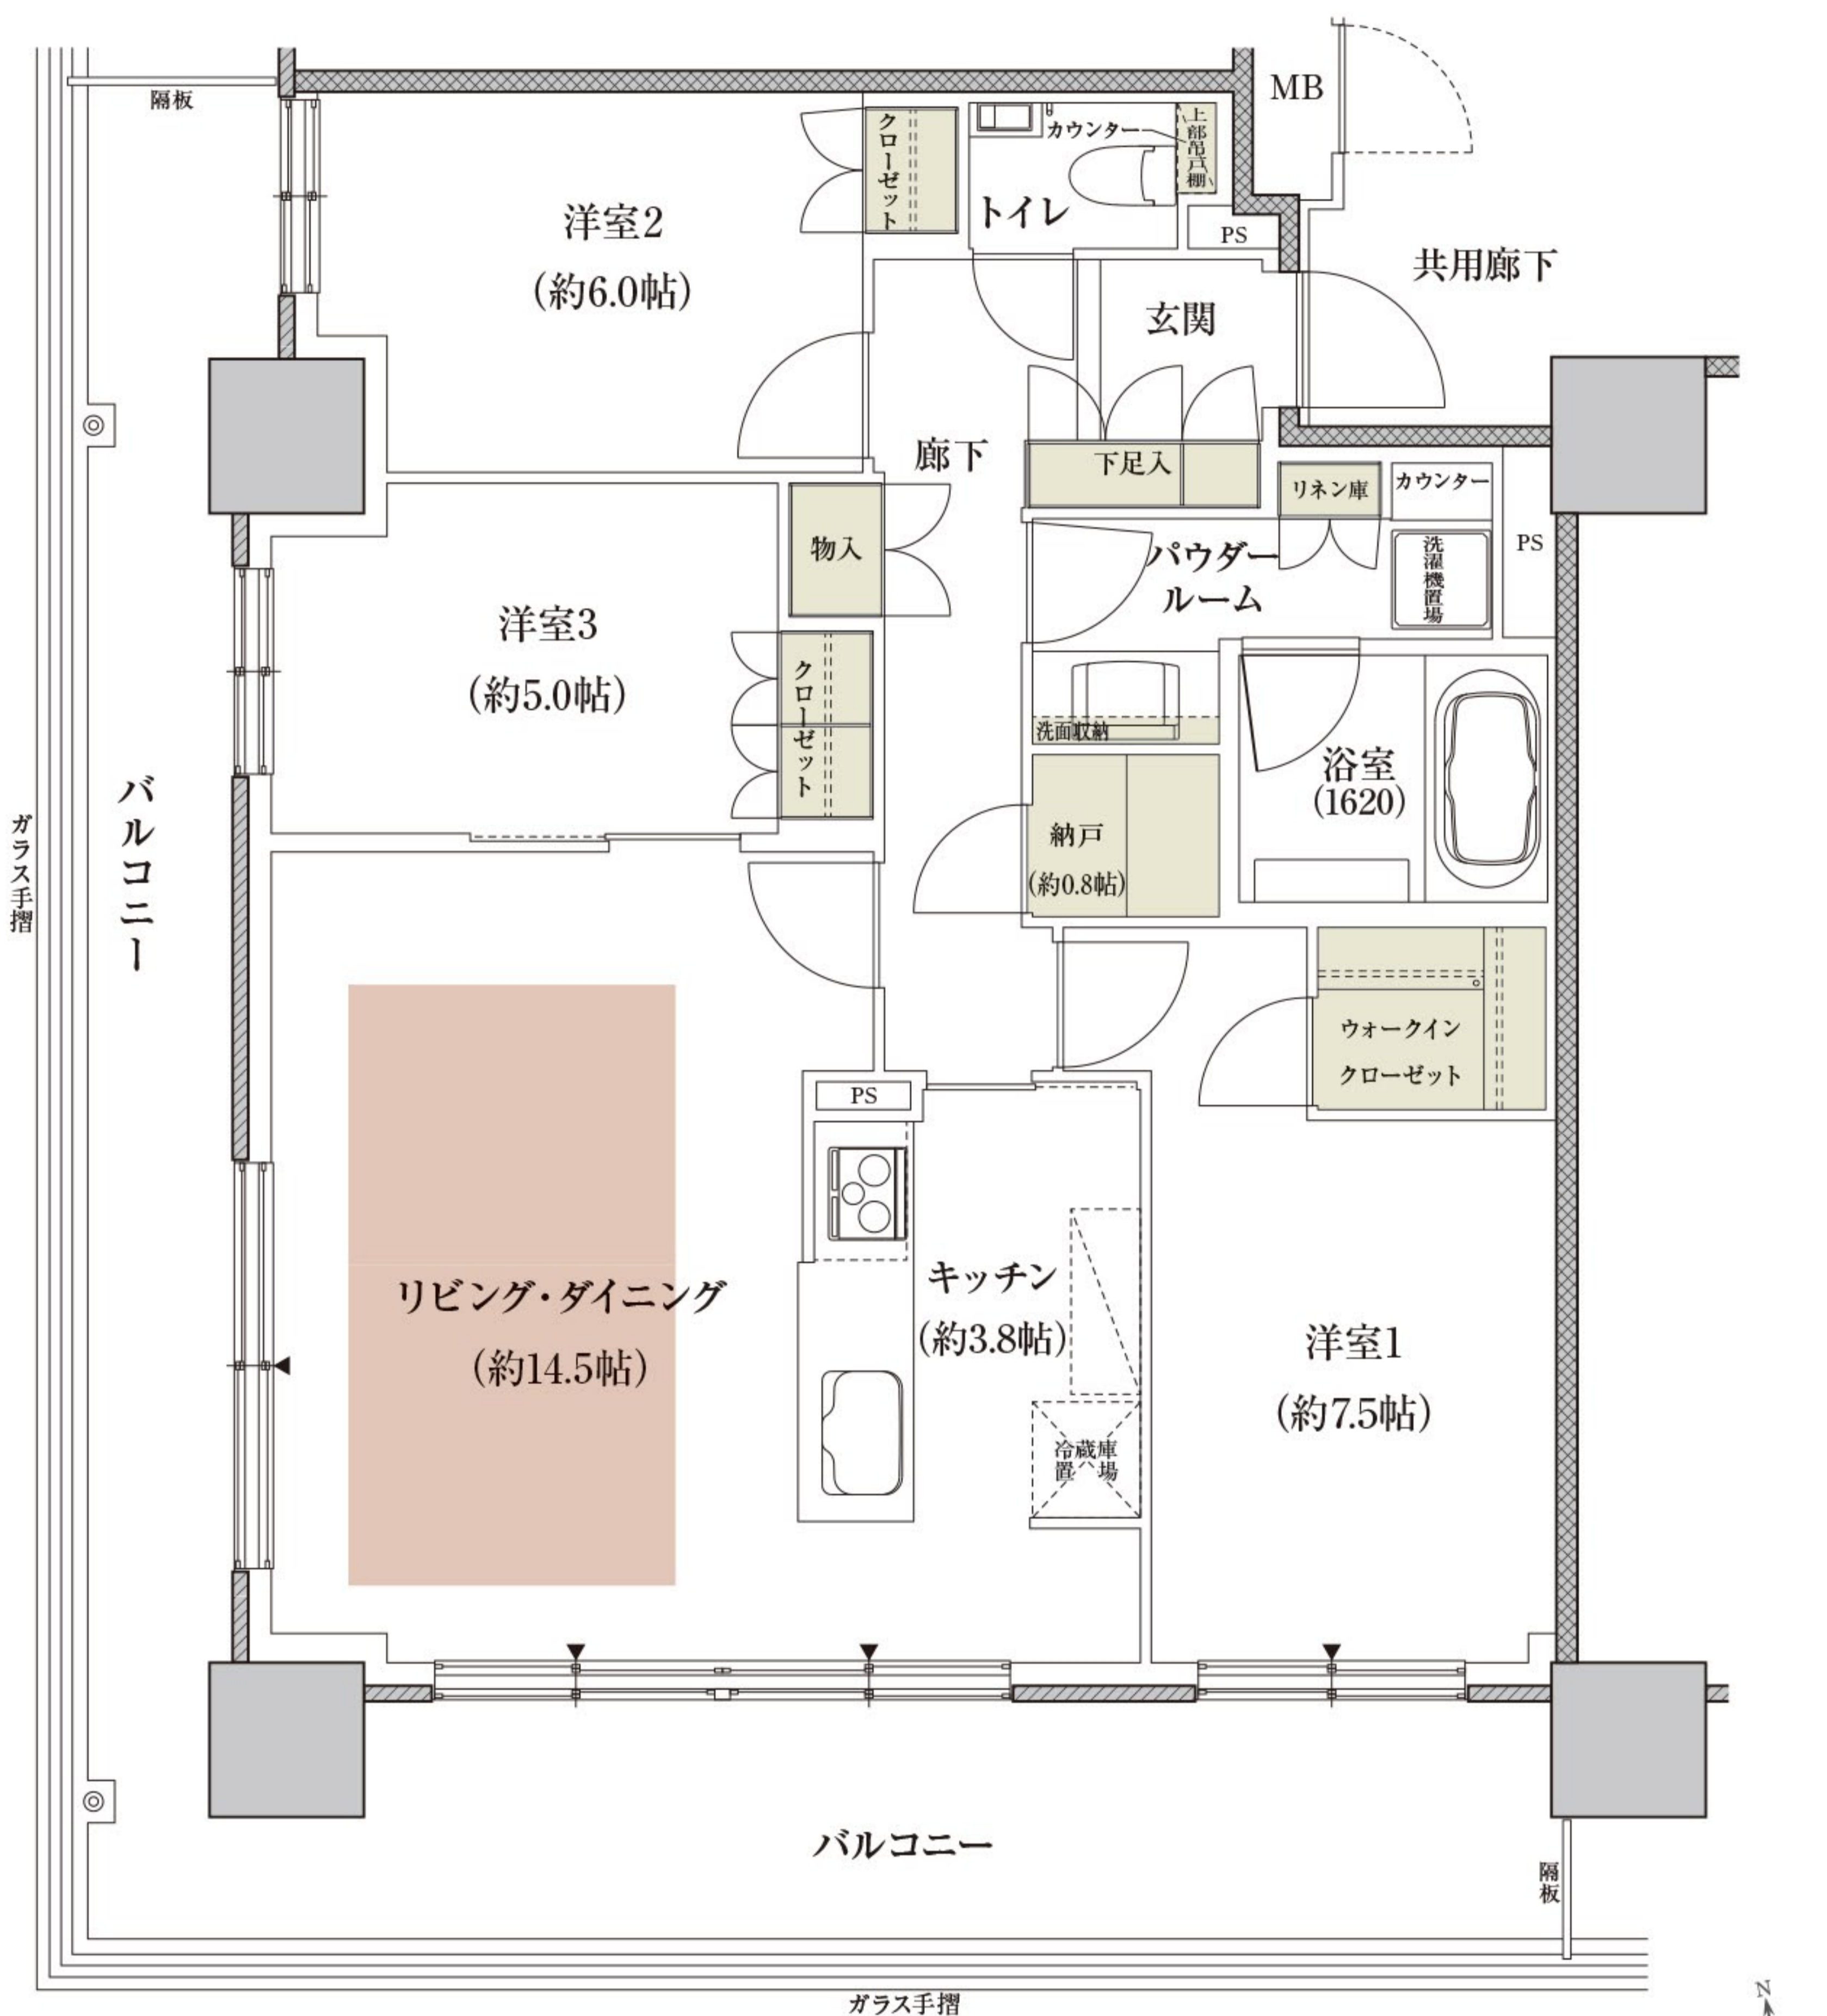 MB
隔板
クローゼット
カウンター
上部吊戸棚
トイレ
洋室2
(約6.0帖)
PS
共用廊下
玄関
廊下
下足入
リネン庫
カウンター
物入
パウダー
ルーム
洗濯機置場
PS
洋室3
(約5.0帖)
クローゼット
洗面収納
浴室
(1620)
バルコニー
ガラス手摺
納戸
(約0.8帖)
ウォークイン
クローゼット
PS
リビング・ダイニング
(約14.5帖)
キッチン
(約3.8帖)
洋室1
(約7.5帖)
冷蔵庫
置場
バルコニー
隔板
ガラス手摺
N